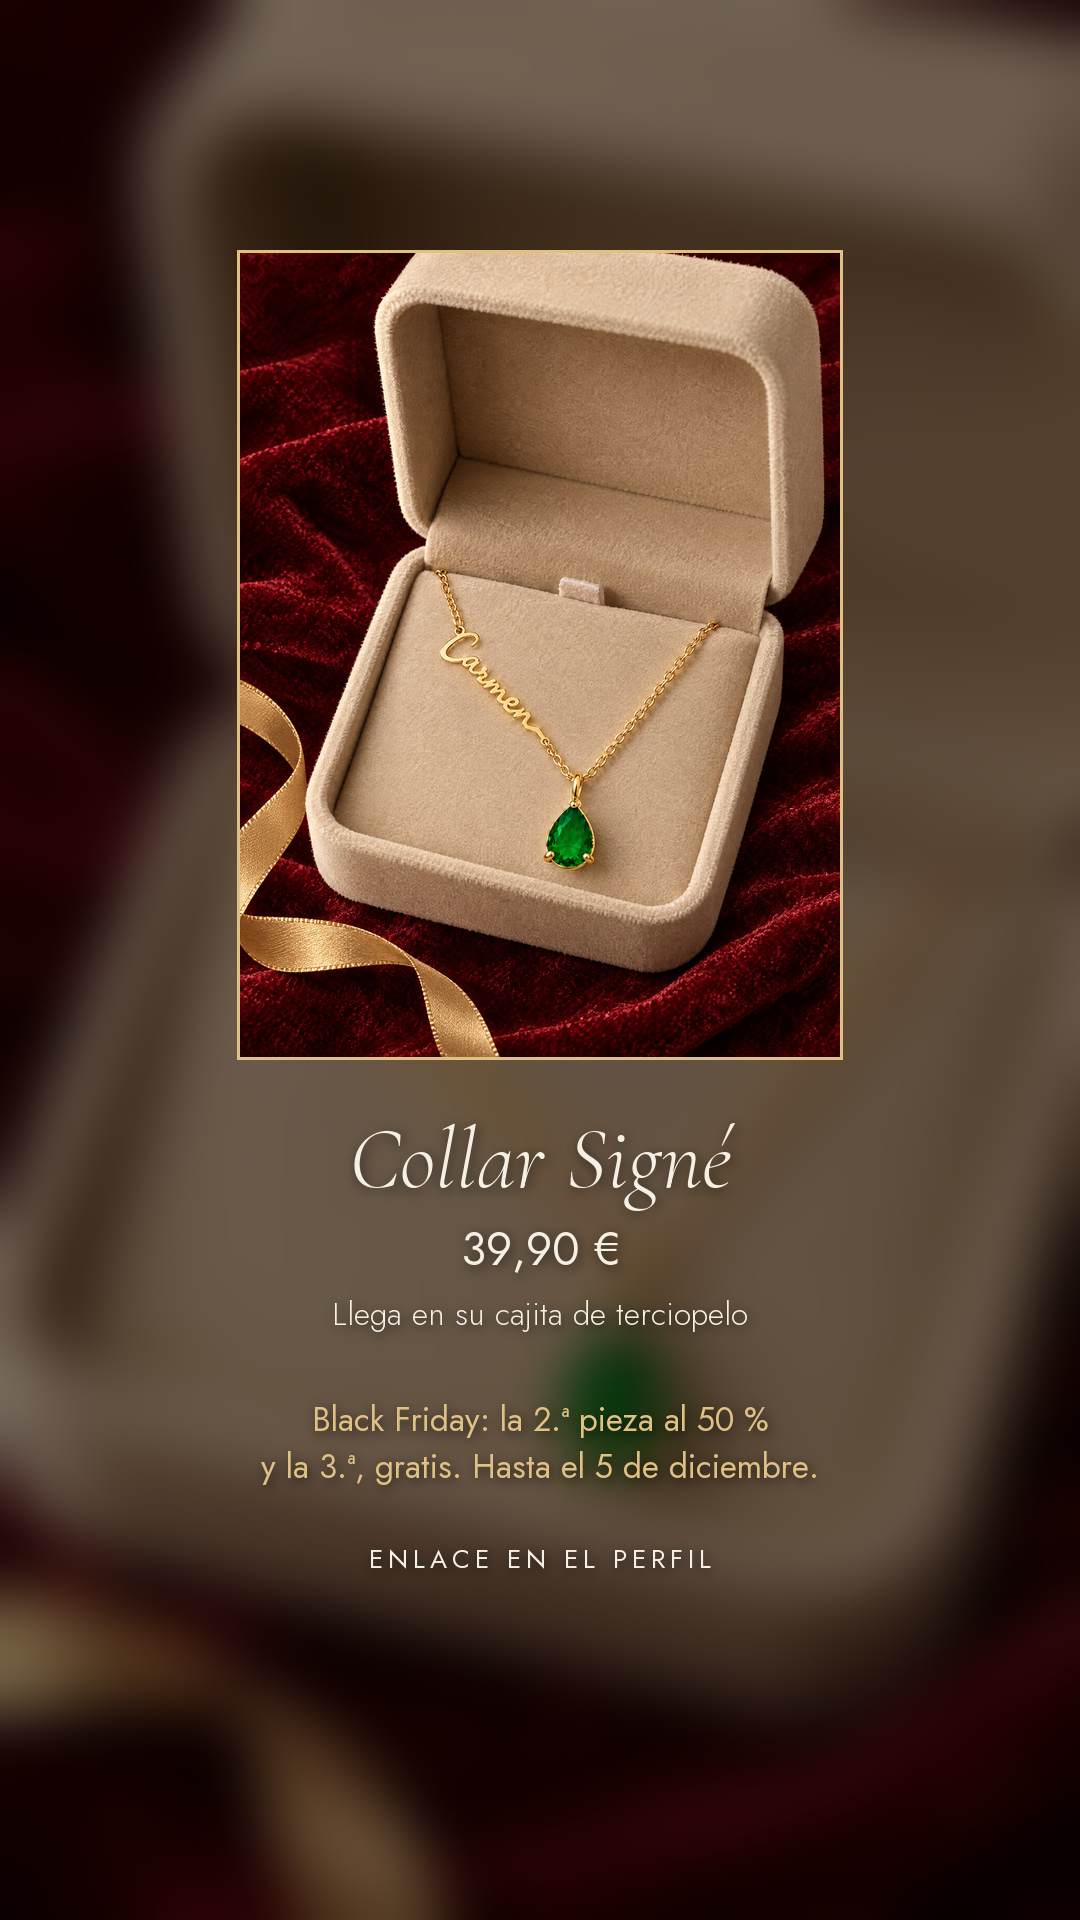 Carmen
Collar Signé
39,90 €
Llega en su cajita de terciopelo
Black Friday: la 2.ª pieza al 50 %
y la 3.ª, gratis. Hasta el 5 de diciembre.
ENLACE EN EL PERFIL